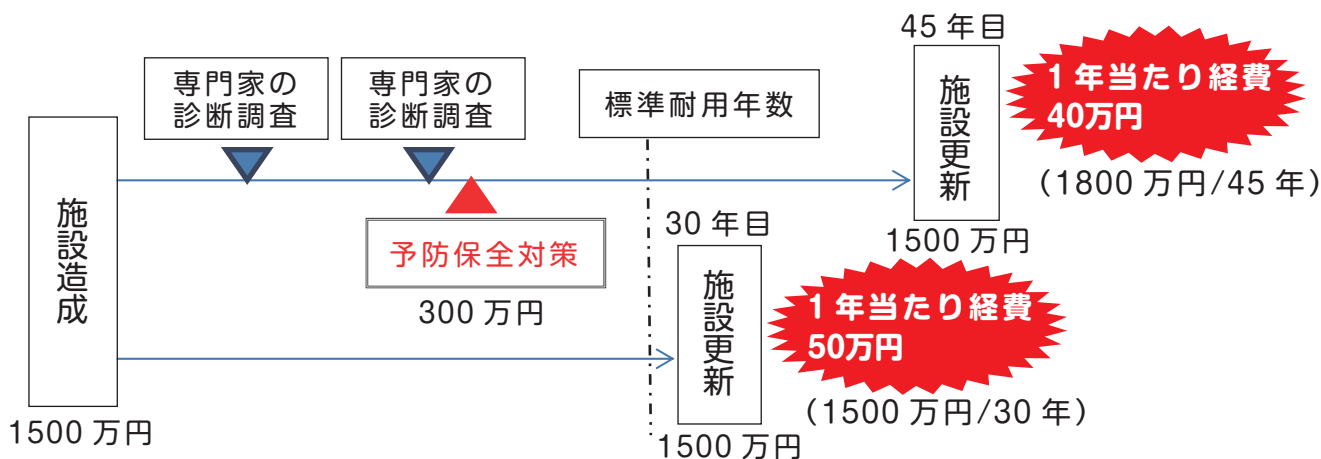 45 年目
専門家の
診断調査
専門家の
診断調査
標準耐用年数
施設更新
1 年当たり経費
40万円
(1800 万円/45 年)
1500 万円
施設造成
1500 万円
予防保全対策
300 万円
30 年目
施設更新
1 年当たり経費
50万円
(1500 万円/30 年)
1500 万円